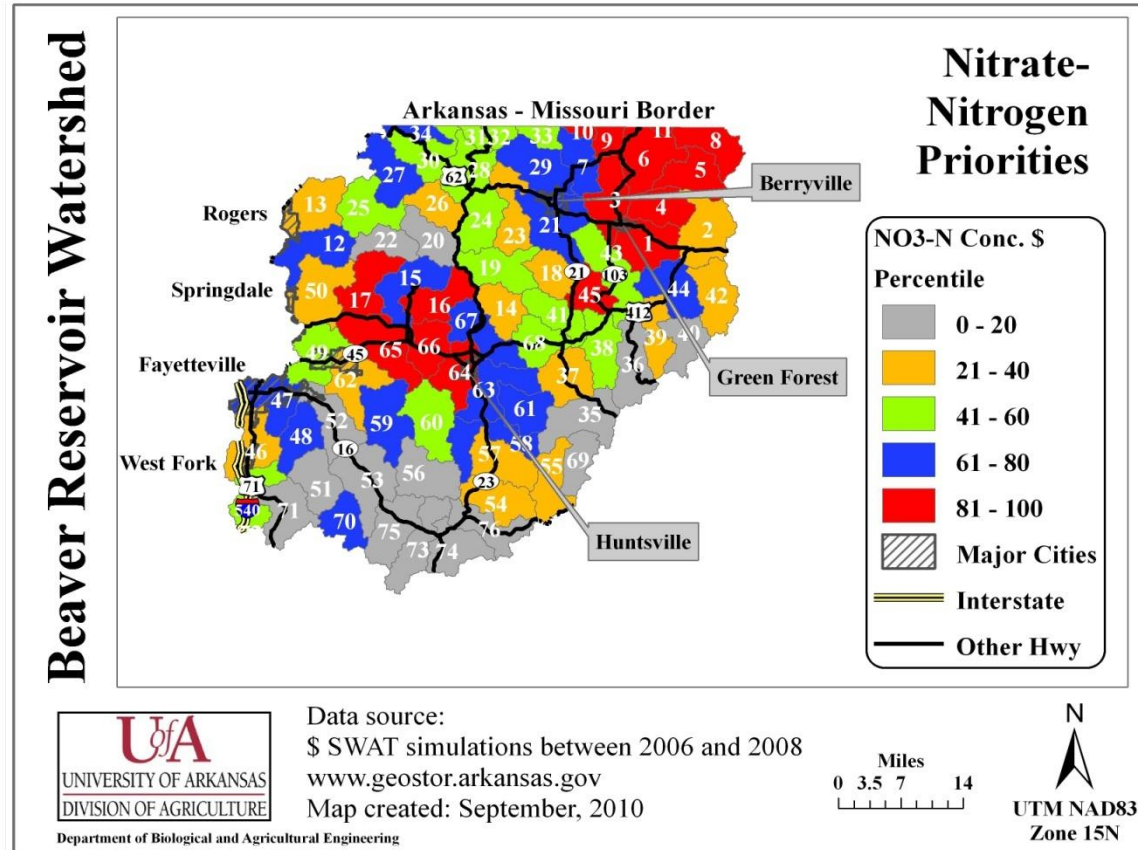 Beaver Reservoir Watershed
Nitrate-
Nitrogen
Priorities
Arkansas - Missouri Border
34
31
32
33
10
11
9
8
30
28
29
7
6
5
62
27
Berryville
13
25
26
3
4
Rogers
24
21
2
23
12
22
20
1
43
19
18
21
103
15
44
Springdale
50
17
16
45
42
14
412
67
41
39
40
49
65
66
68
38
45
36
Fayetteville
62
64
37
Green Forest
47
63
61
35
52
59
60
48
58
46
16
57
West Fork
56
55
69
71
53
23
51
54
540
71
70
75
76
73
74
Huntsville
NO3-N Conc. $
Percentile
0 - 20
21 - 40
41 - 60
61 - 80
81 - 100
Major Cities
Interstate
Other Hwy
UofA
UNIVERSITY OF ARKANSAS
DIVISION OF AGRICULTURE
Department of Biological and Agricultural Engineering
Data source:
$ SWAT simulations between 2006 and 2008
www.geostor.arkansas.gov
Map created: September, 2010
Miles
0 3.5 7 14
N
UTM NAD83
Zone 15N